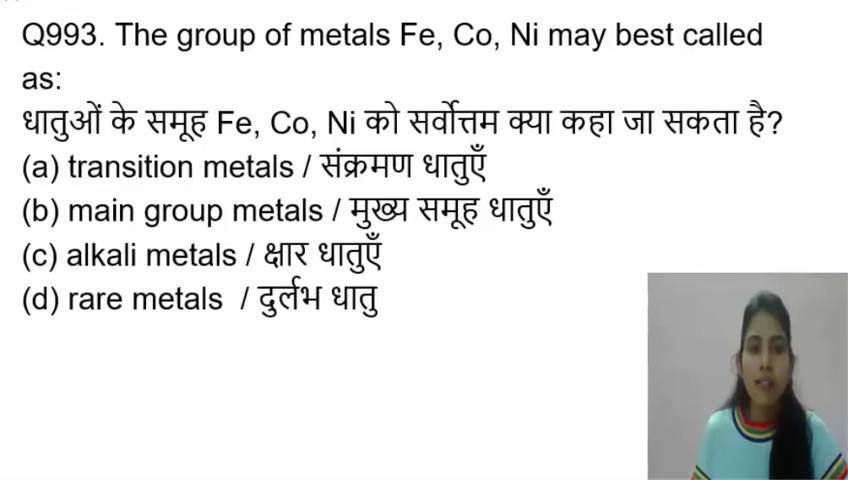 Q993. The group of metals Fe, Co, Ni may best called
as:
धातुओं के समूह Fe, Co, Ni को सर्वोत्तम क्या कहा जा सकता है?
(a) transition metals / संक्रमण धातुएँ
(b) main group metals / मुख्य समूह धातुएँ
(c) alkali metals / क्षार धातुएँ
(d) rare metals / दुर्लभ धातु